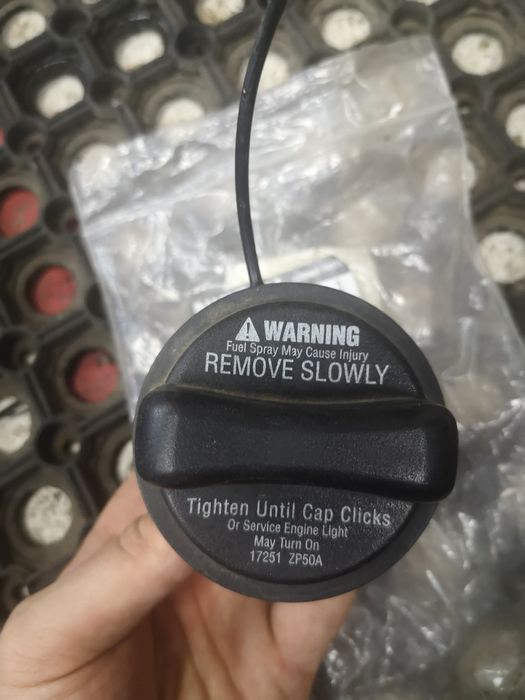 WARNING
Fuel Spray May Cause Injury
REMOVE SLOWLY
Tighten Until Cap Clicks
Or Service Engine Light
May Turn On
17251 ZP50A